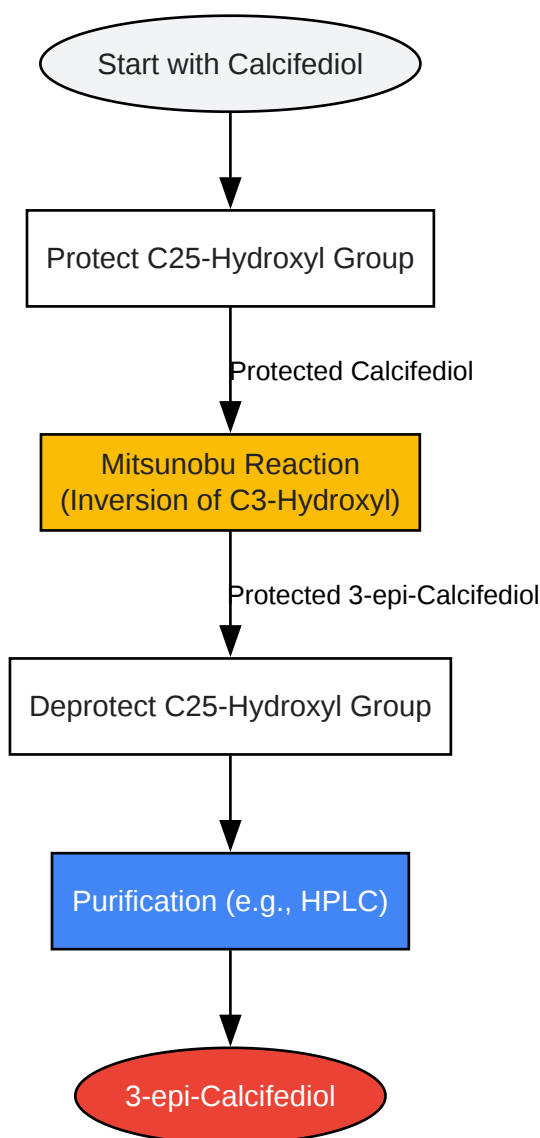 Start with Calcifediol
Protect C25-Hydroxyl Group
Protected Calcifediol
Mitsunobu Reaction
(Inversion of C3-Hydroxyl)
Protected 3-epi-Calcifediol
Deprotect C25-Hydroxyl Group
Purification (e.g., HPLC)
3-epi-Calcifediol